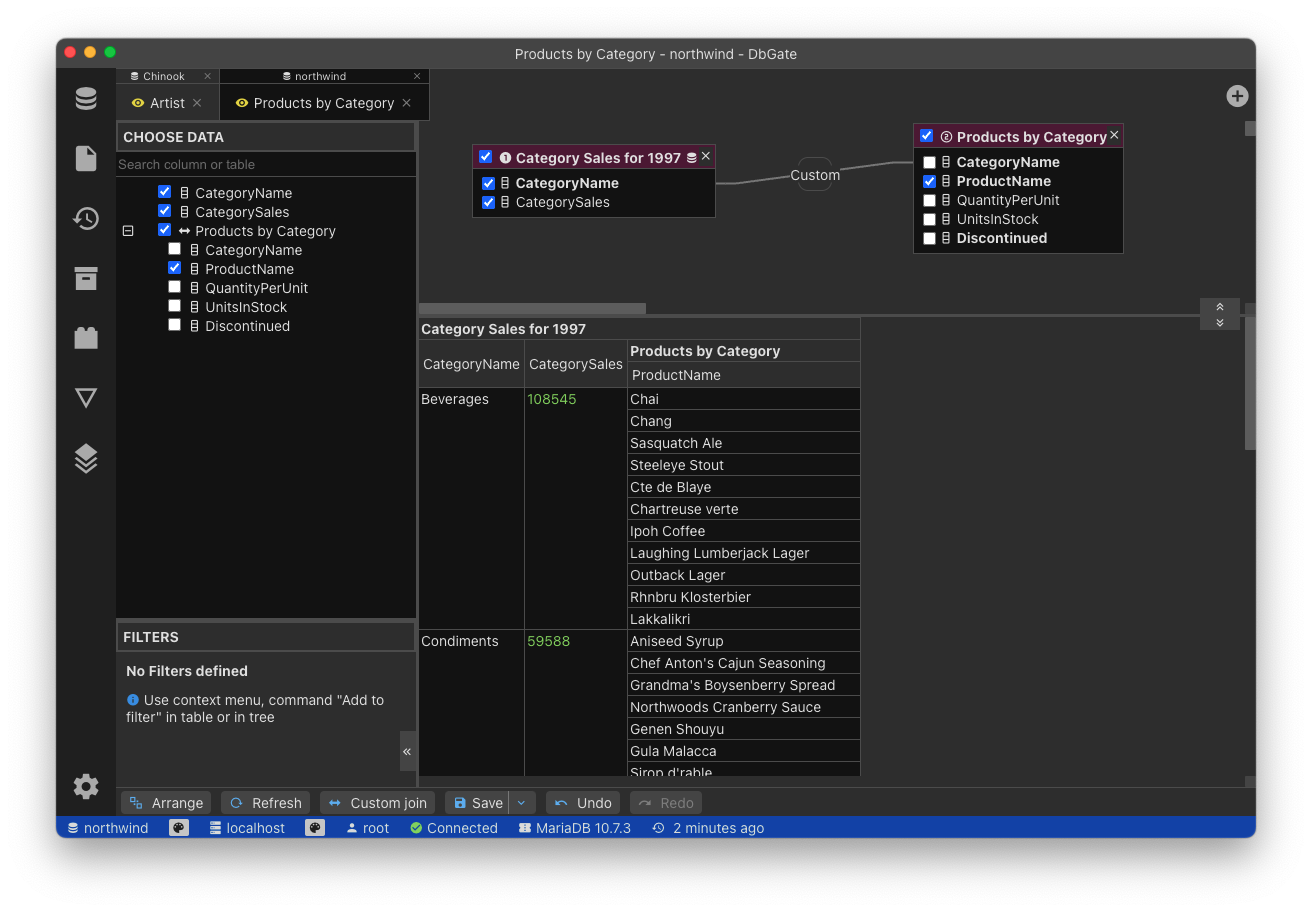 Products by Category - northwind - DbGate
Chinook
northwind
Artist
Products by Category
CHOOSE DATA
Search column or table
CategoryName
CategorySales
Products by Category
CategoryName
ProductName
QuantityPerUnit
UnitsInStock
Discontinued
1 Category Sales for 1997
CategoryName
CategorySales
Custom
2 Products by Category
CategoryName
ProductName
QuantityPerUnit
UnitsInStock
Discontinued
Category Sales for 1997
CategoryName CategorySales Products by Category
ProductName
Beverages 108545 Chai
Chang
Sasquatch Ale
Steeleye Stout
Cte de Blaye
Chartreuse verte
Ipoh Coffee
Laughing Lumberjack Lager
Outback Lager
Rhnbru Klosterbier
Lakkalikri
Condiments 59588 Aniseed Syrup
Chef Anton's Cajun Seasoning
Grandma's Boysenberry Spread
Northwoods Cranberry Sauce
Genen Shouyu
Gula Malacca
Sirop d'rable
FILTERS
No Filters defined
Use context menu, command "Add to
filter" in table or in tree
Arrange Refresh Custom join Save Undo Redo
northwind localhost root Connected MariaDB 10.7.3 2 minutes ago